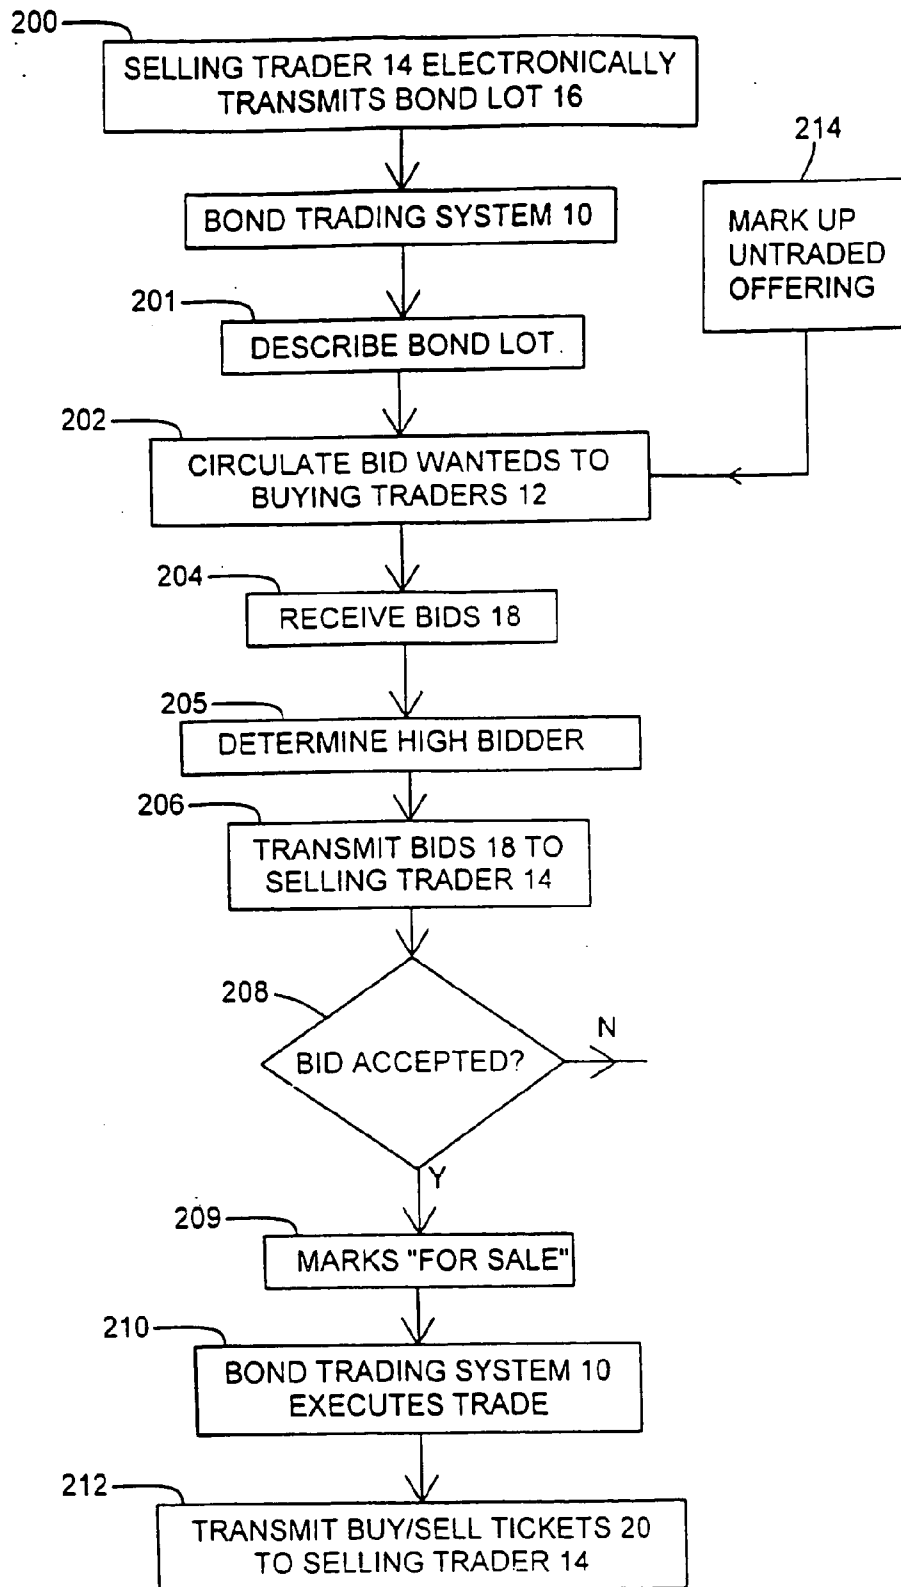 200
SELLING TRADER 14 ELECTRONICALLY
TRANSMITS BOND LOT 16
214
BOND TRADING SYSTEM 10
MARK UP
UNTRADED
OFFERING
201
DESCRIBE BOND LOT
202
CIRCULATE BID WANTEDS TO
BUYING TRADERS 12
204
RECEIVE BIDS 18
205
DETERMINE HIGH BIDDER
206
TRANSMIT BIDS 18 TO
SELLING TRADER 14
208
BID ACCEPTED?
N
Y
209
MARKS "FOR SALE"
210
BOND TRADING SYSTEM 10
EXECUTES TRADE
212
TRANSMIT BUY/SELL TICKETS 20
TO SELLING TRADER 14